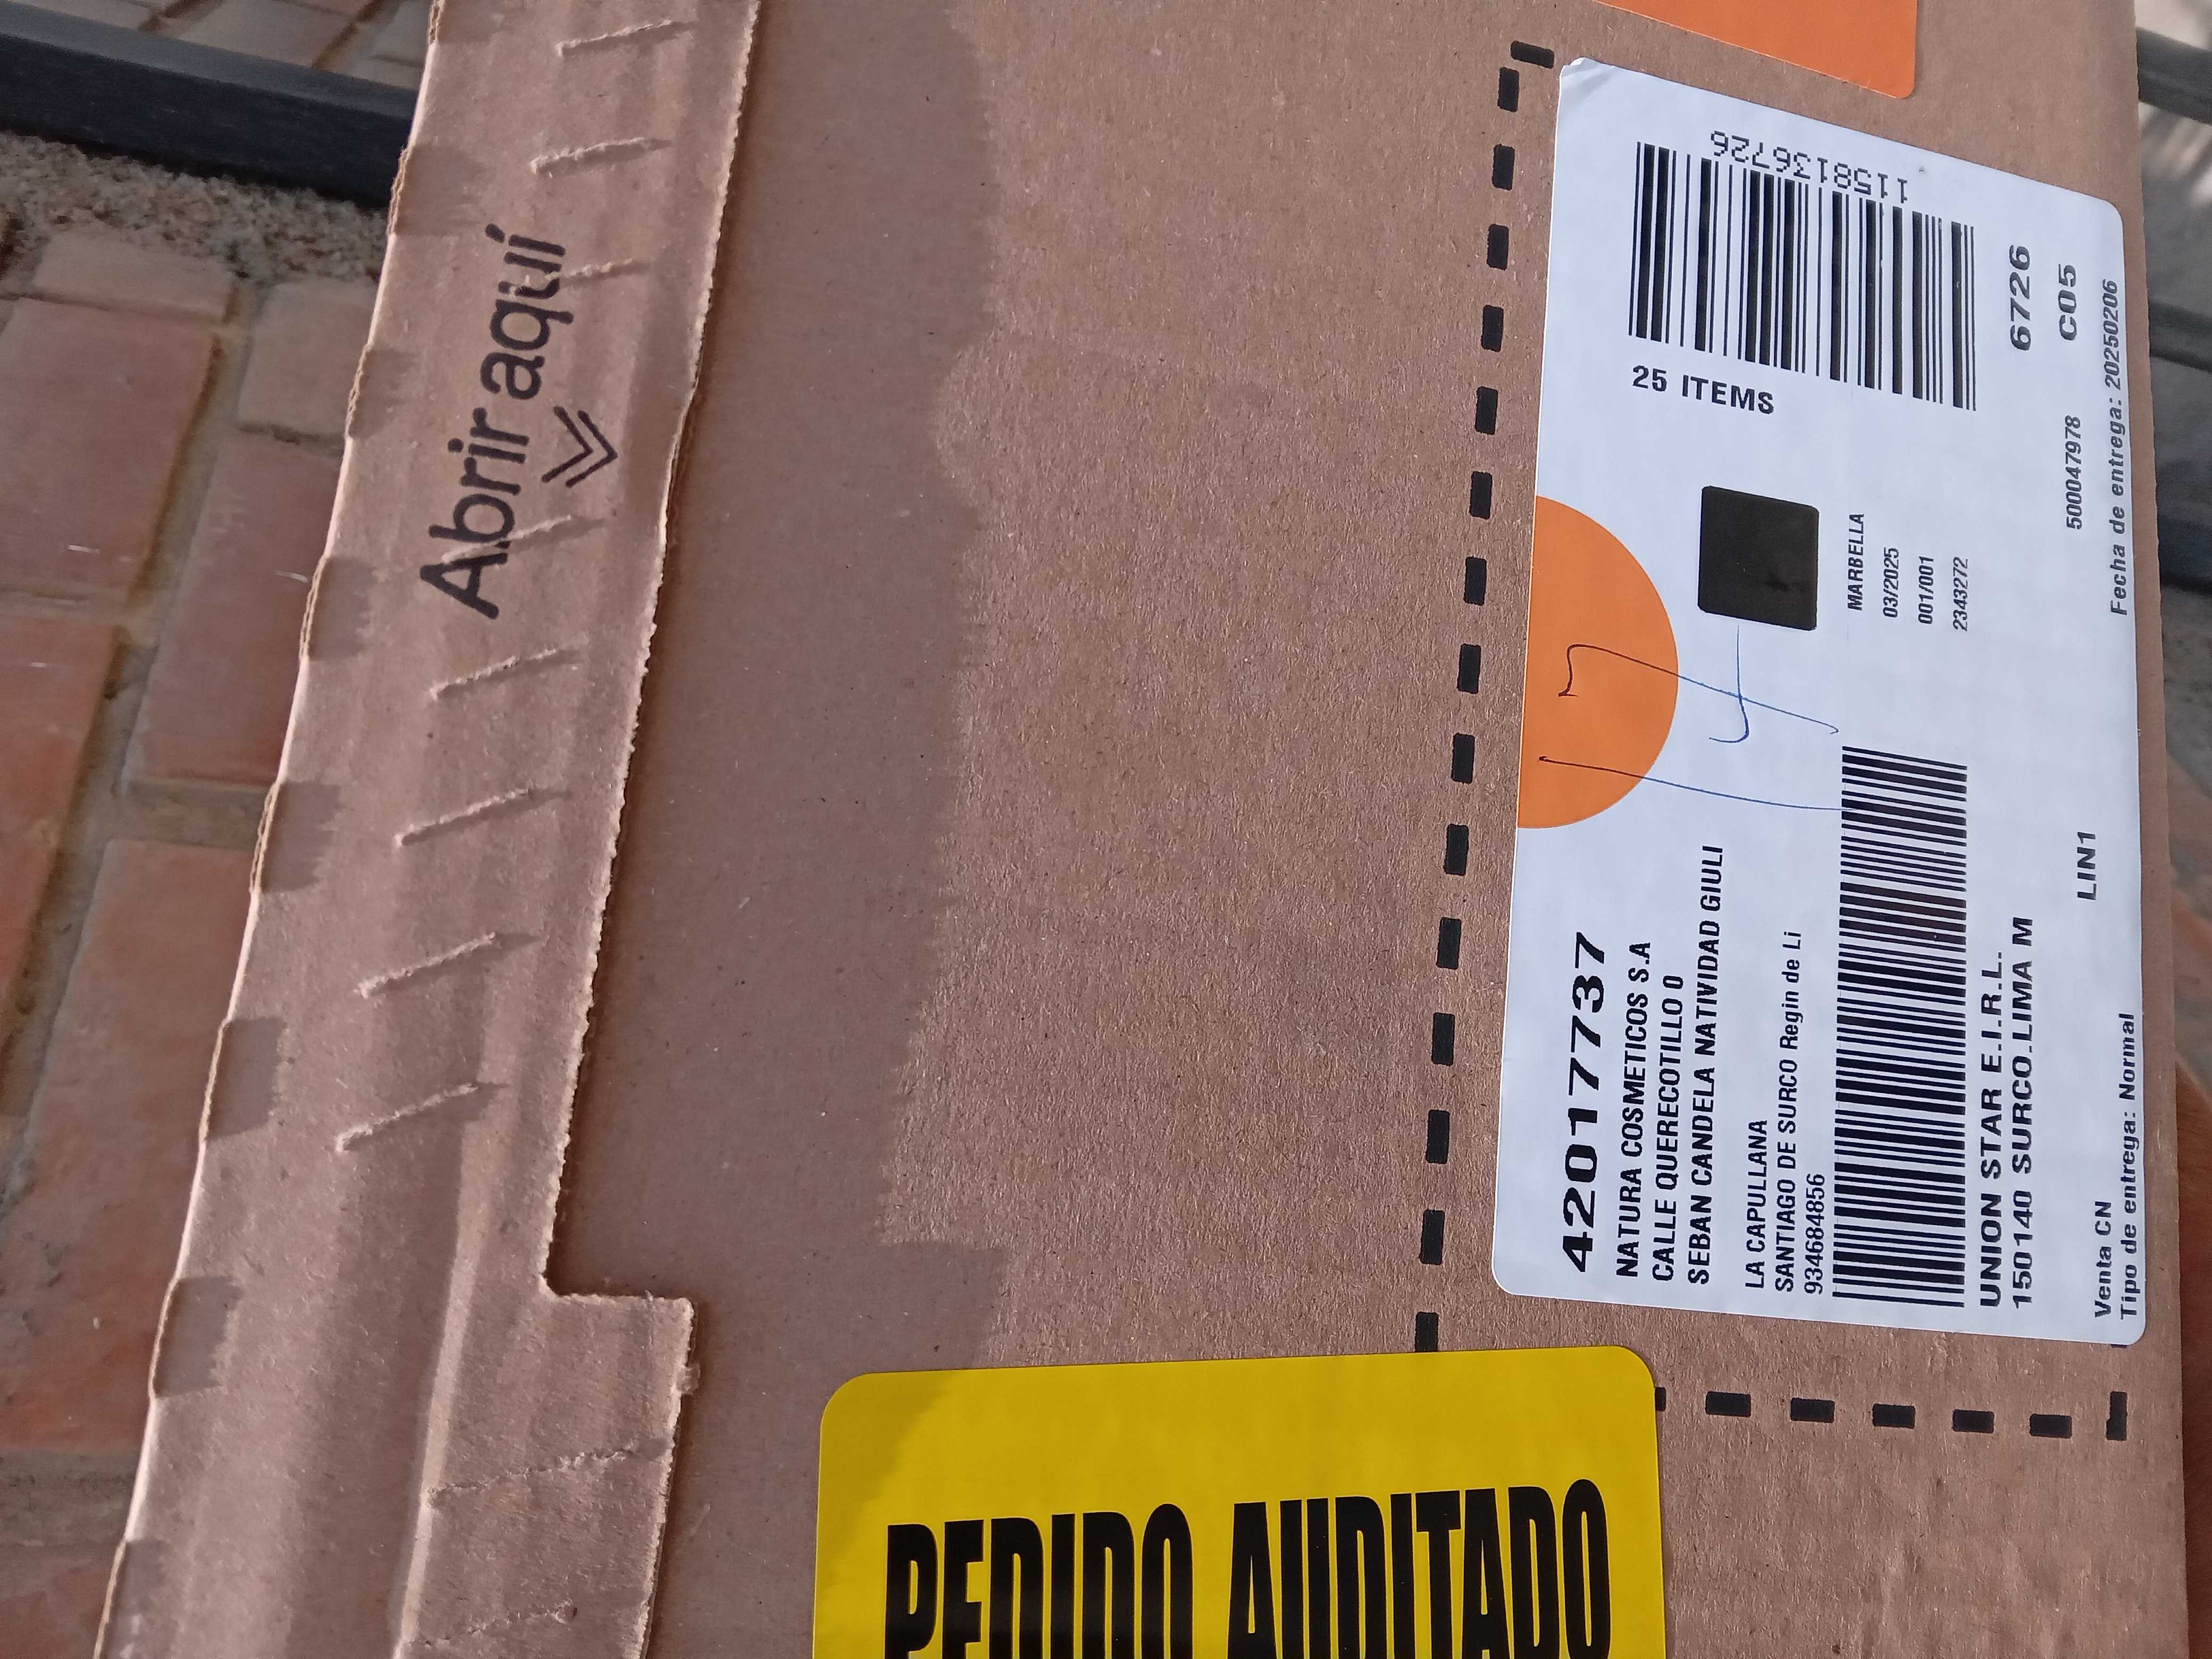 Abrir aquí
42017737
NATURA COSMETICOS S.A
CALLE QUERECOTILLO 0
SEBAN CANDELA NATIVIDAD GIULI
LA CAPULLANA
SANTIAGO DE SURCO Regin de Li
934684856
UNION STAR E.I.R.L.
150140 SURCO.LIMA M
LIN1
Venta CN
Tipo de entrega: Normal
1158136726
25 ITEMS
MARBELLA
03/2025
001/001
2343272
6726
C05
500047978
Fecha de entrega: 20250206
PEDIDO AUDITADO